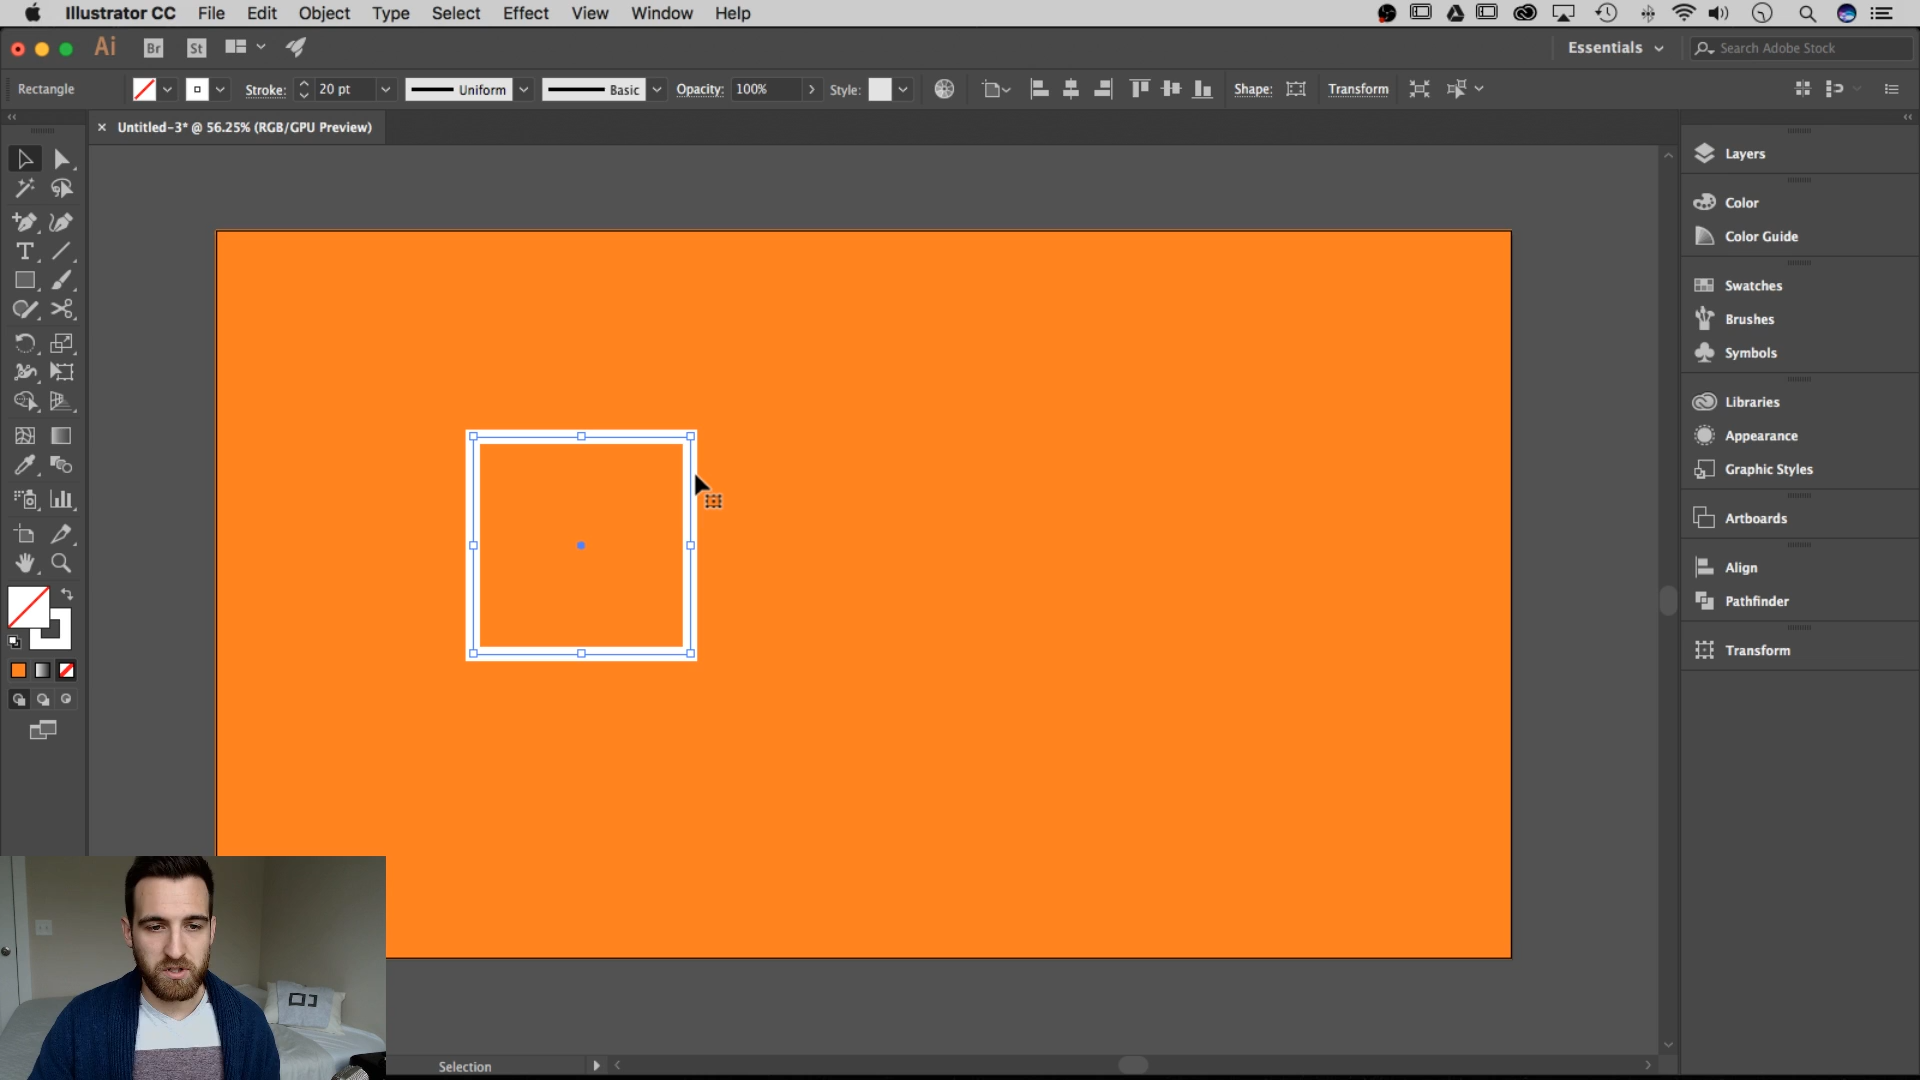 Illustrator CC File Edit Object Type Select Effect View Window Help
Ai Br St Essentials Search Adobe Stock
Rectangle Stroke: 20 pt Uniform Basic Opacity: 100% Style: Shape: Transform
Untitled-3* @ 56.25% (RGB/GPU Preview)
Layers
Color
Color Guide
Swatches
Brushes
Symbols
Libraries
Appearance
Graphic Styles
Artboards
Align
Pathfinder
Transform
Selection